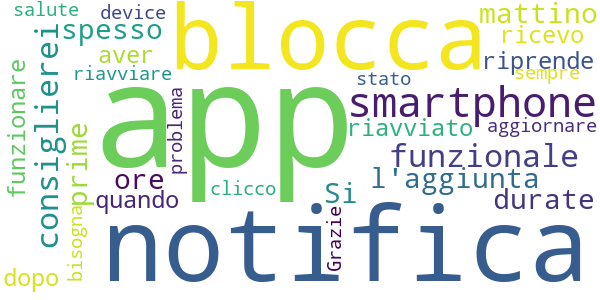 salute
device
blocca
mattino
spesso
ricevo
aver
riprende
consiglierei
riavviare
app
stato
sempre
funzionare
problema
smartphone
prime
riavviato
aggiornare
funzionale
ore
l'aggiunta
clicco
Si
quando
durate
bisogna
Grazie
notifica
dopo